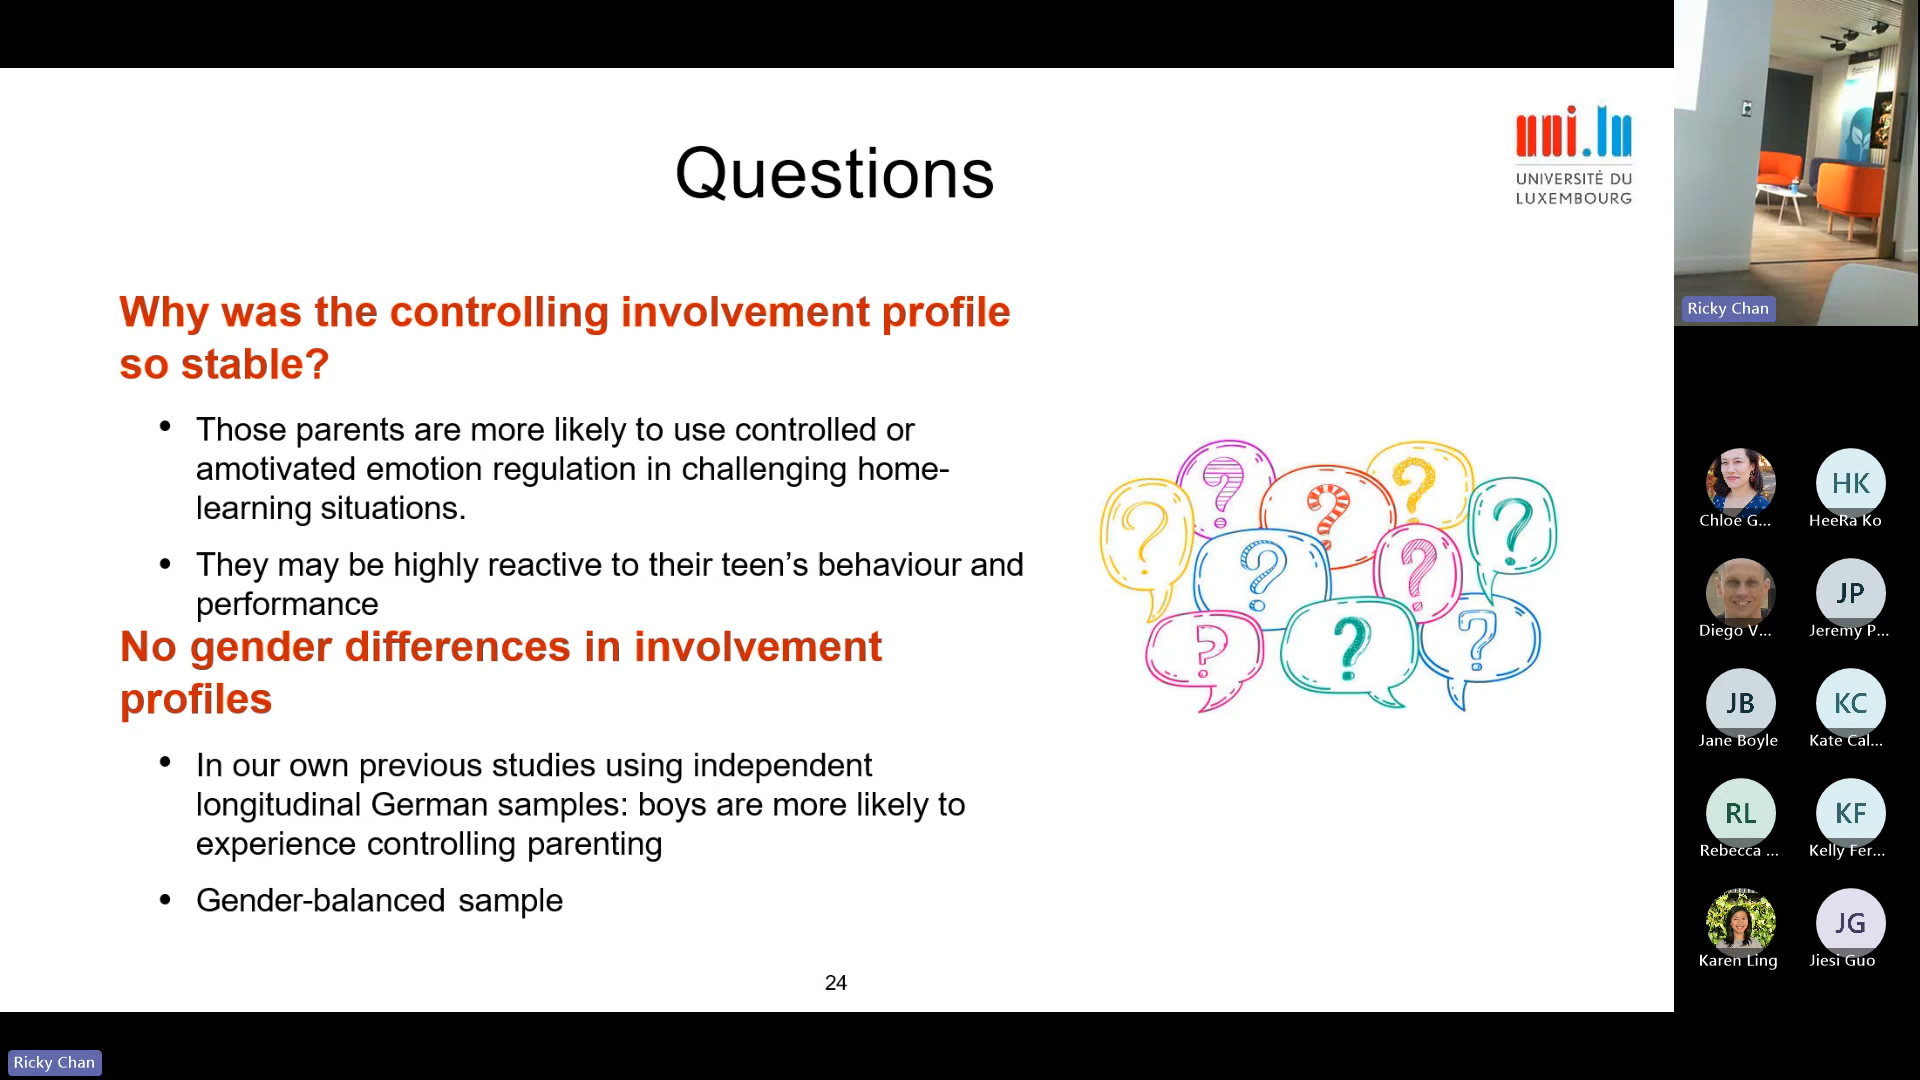 Questions
uni.lu
UNIVERSITÉ DU
LUXEMBOURG
Why was the controlling involvement profile
so stable?
• Those parents are more likely to use controlled or
amotivated emotion regulation in challenging home-
learning situations.
• They may be highly reactive to their teen’s behaviour and
performance
No gender differences in involvement
profiles
• In our own previous studies using independent
longitudinal German samples: boys are more likely to
experience controlling parenting
• Gender-balanced sample
24
Ricky Chan
Ricky Chan
Chloe G...
HK
HeeRa Ko
Diego V...
JP
Jeremy P...
JB
Jane Boyle
KC
Kate Cal...
RL
Rebecca ...
KF
Kelly Fer...
Karen Ling
JG
Jiesi Guo